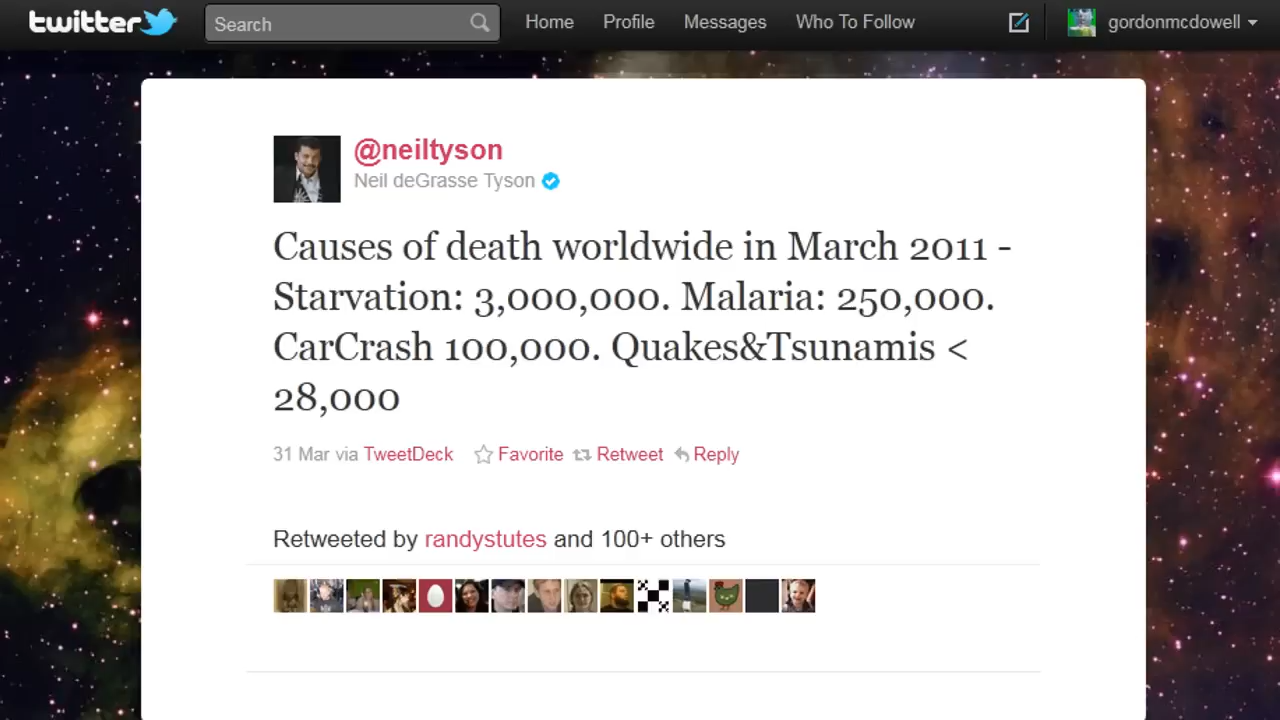 twitter Search Home Profile Messages Who To Follow gordonmcdowell
@neiltyson
Neil deGrasse Tyson
Causes of death worldwide in March 2011 -
Starvation: 3,000,000. Malaria: 250,000.
CarCrash 100,000. Quakes&Tsunamis <
28,000
31 Mar via TweetDeck Favorite Retweet Reply
Retweeted by randystutes and 100+ others